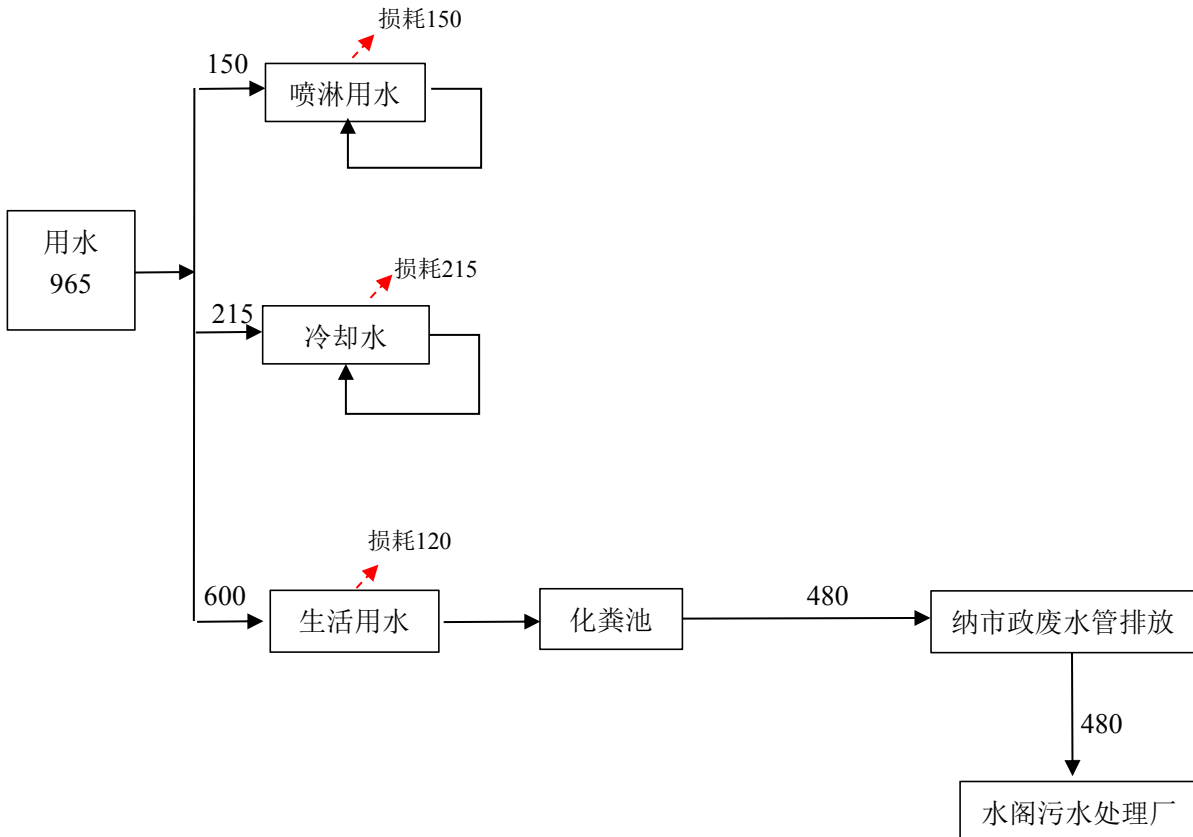 损耗150
150
喷淋用水
用水
965
损耗215
215
冷却水
损耗120
600
生活用水
化粪池
480
纳市政废水管排放
480
水阁污水处理厂